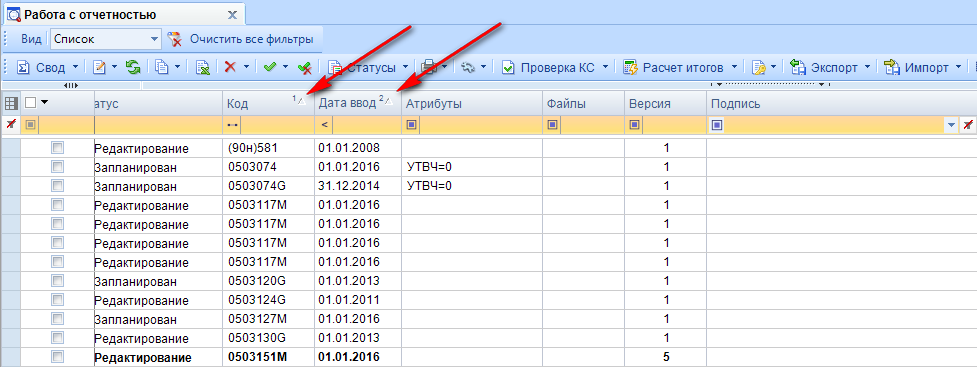 Работа с отчетностью
Вид Список Очистить все фильтры
Свод Статусы Проверка КС Расчет итогов Экспорт Импорт
атус Код 1 Дата ввод 2 Атрибуты Файлы Версия Подпись
<
Редактирование (90н)581 01.01.2008 1
Запланирован 0503074 01.01.2016 УТВЧ=0 1
Запланирован 0503074G 31.12.2014 УТВЧ=0 1
Редактирование 0503117M 01.01.2016 1
Редактирование 0503117M 01.01.2016 1
Редактирование 0503117M 01.01.2016 1
Редактирование 0503117M 01.01.2016 1
Запланирован 0503120G 01.01.2013 1
Редактирование 0503124G 01.01.2011 1
Запланирован 0503127M 01.01.2016 1
Редактирование 0503130G 01.01.2013 1
Редактирование 0503151M 01.01.2016 5